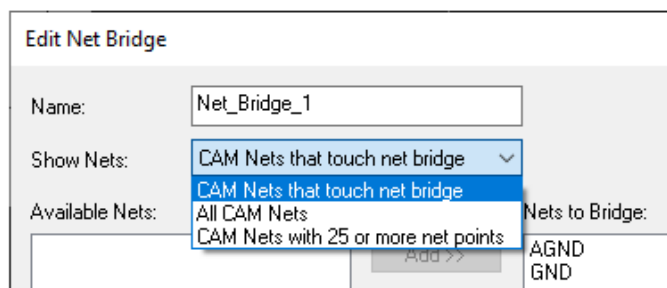 Edit Net Bridge
Name: Net_Bridge_1
Show Nets: CAM Nets that touch net bridge
CAM Nets that touch net bridge
All CAM Nets
CAM Nets with 25 or more net points
Available Nets: Nets to Bridge:
Add >>
AGND
GND